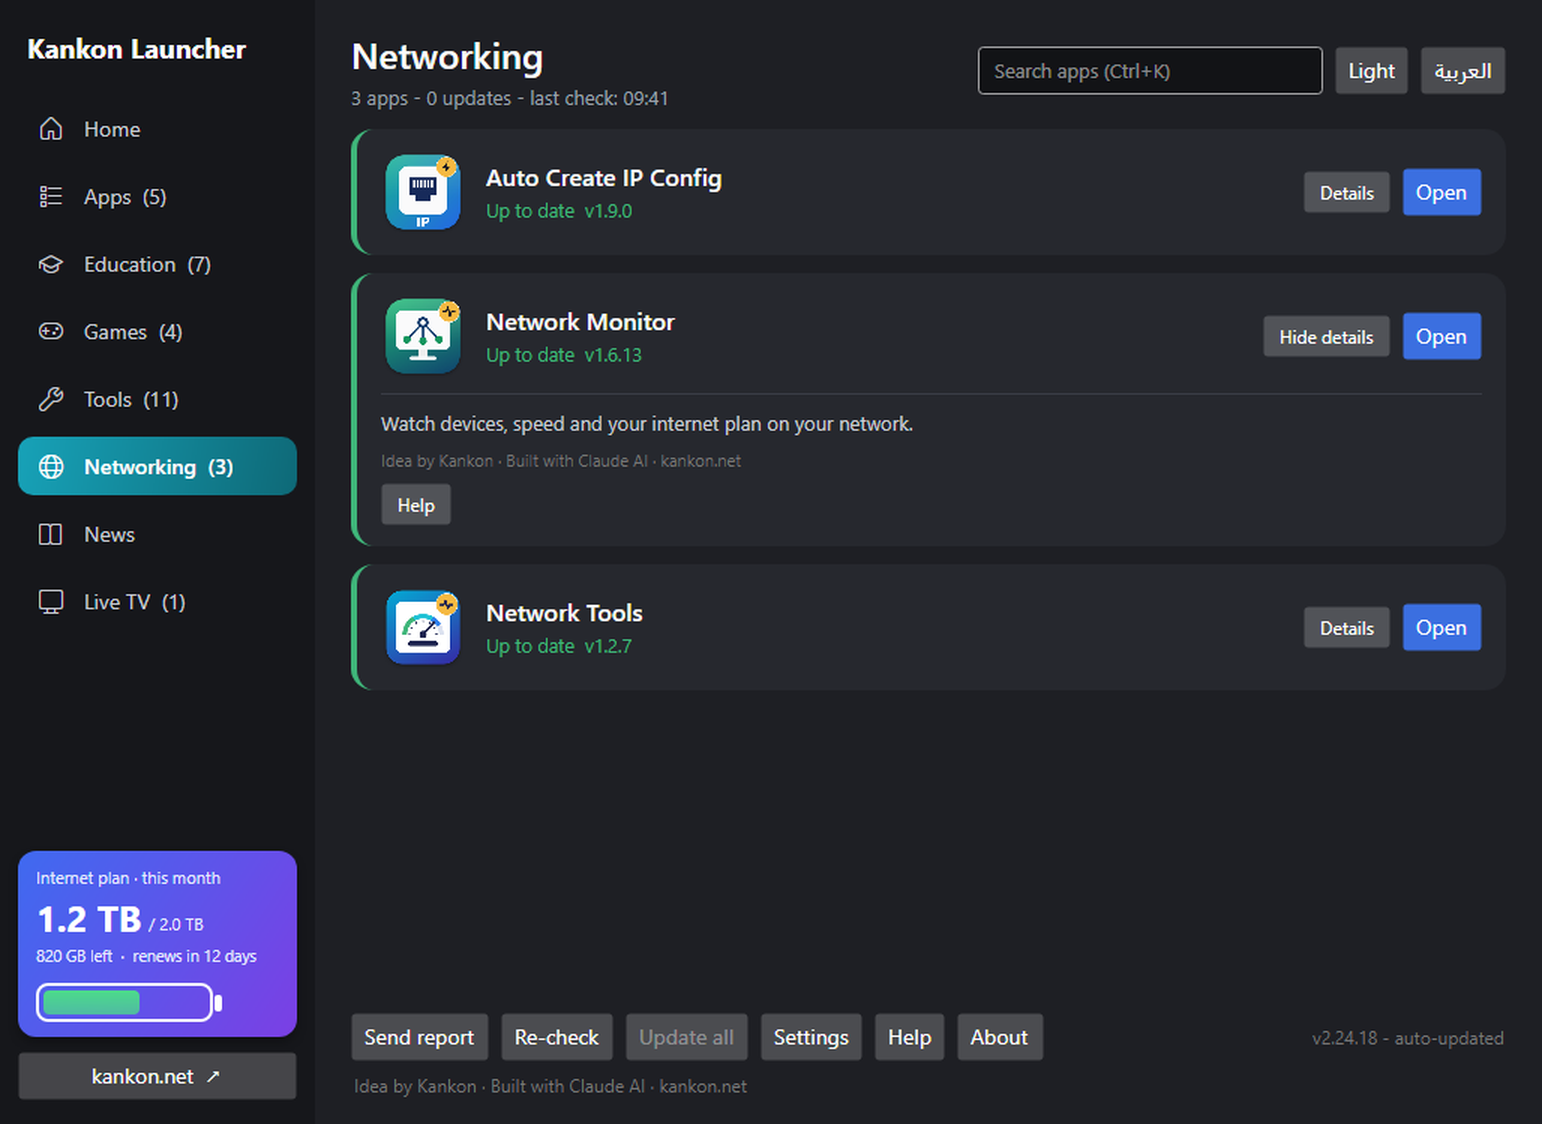 Kankon Launcher
Home
Apps (5)
Education (7)
Games (4)
Tools (11)
Networking (3)
News
Live TV (1)
Internet plan · this month
1.2 TB / 2.0 TB
820 GB left · renews in 12 days
kankon.net ↗
Networking
3 apps - 0 updates - last check: 09:41
Search apps (Ctrl+K)
Light
العربية
IP
Auto Create IP Config
Up to date v1.9.0
Details
Open
Network Monitor
Up to date v1.6.13
Hide details
Open
Watch devices, speed and your internet plan on your network.
Idea by Kankon · Built with Claude AI · kankon.net
Help
Network Tools
Up to date v1.2.7
Details
Open
Send report
Re-check
Update all
Settings
Help
About
v2.24.18 - auto-updated
Idea by Kankon · Built with Claude AI · kankon.net